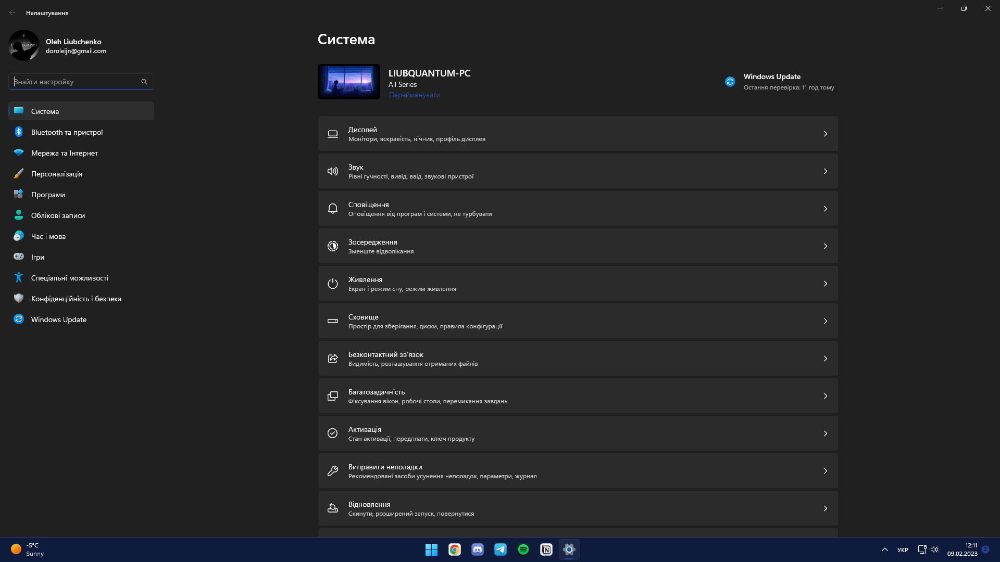 Налаштування
Oleh Liubchenko
doroleijn@gmail.com
Знайти настройку
Система
Bluetooth та пристрої
Мережа та Інтернет
Персоналізація
Програми
Облікові записи
Час і мова
Ігри
Спеціальні можливості
Конфіденційність і безпека
Windows Update
Система
LIUBQUANTUM-PC
All Series
Перейменувати
Windows Update
Остання перевірка: 11 год тому
Дисплей
Монітори, яскравість, нічник, профіль дисплея
Звук
Рівні гучності, вивід, ввід, звукові пристрої
Сповіщення
Оповіщення від програм і системи, не турбувати
Зосередження
Зменште відволікання
Живлення
Екран і режим сну, режим живлення
Сховище
Простір для зберігання, диски, правила конфігурації
Безконтактний зв’язок
Видимість, розташування отриманих файлів
Багатозадачність
Фіксування вікон, робочі столи, перемикання завдань
Активація
Стан активації, передплати, ключ продукту
Виправити неполадки
Рекомендовані засоби усунення неполадок, параметри, журнал
Відновлення
Скинути, розширений запуск, повернутися
-5°C
Sunny
УКР
12:11
09.02.2023
2